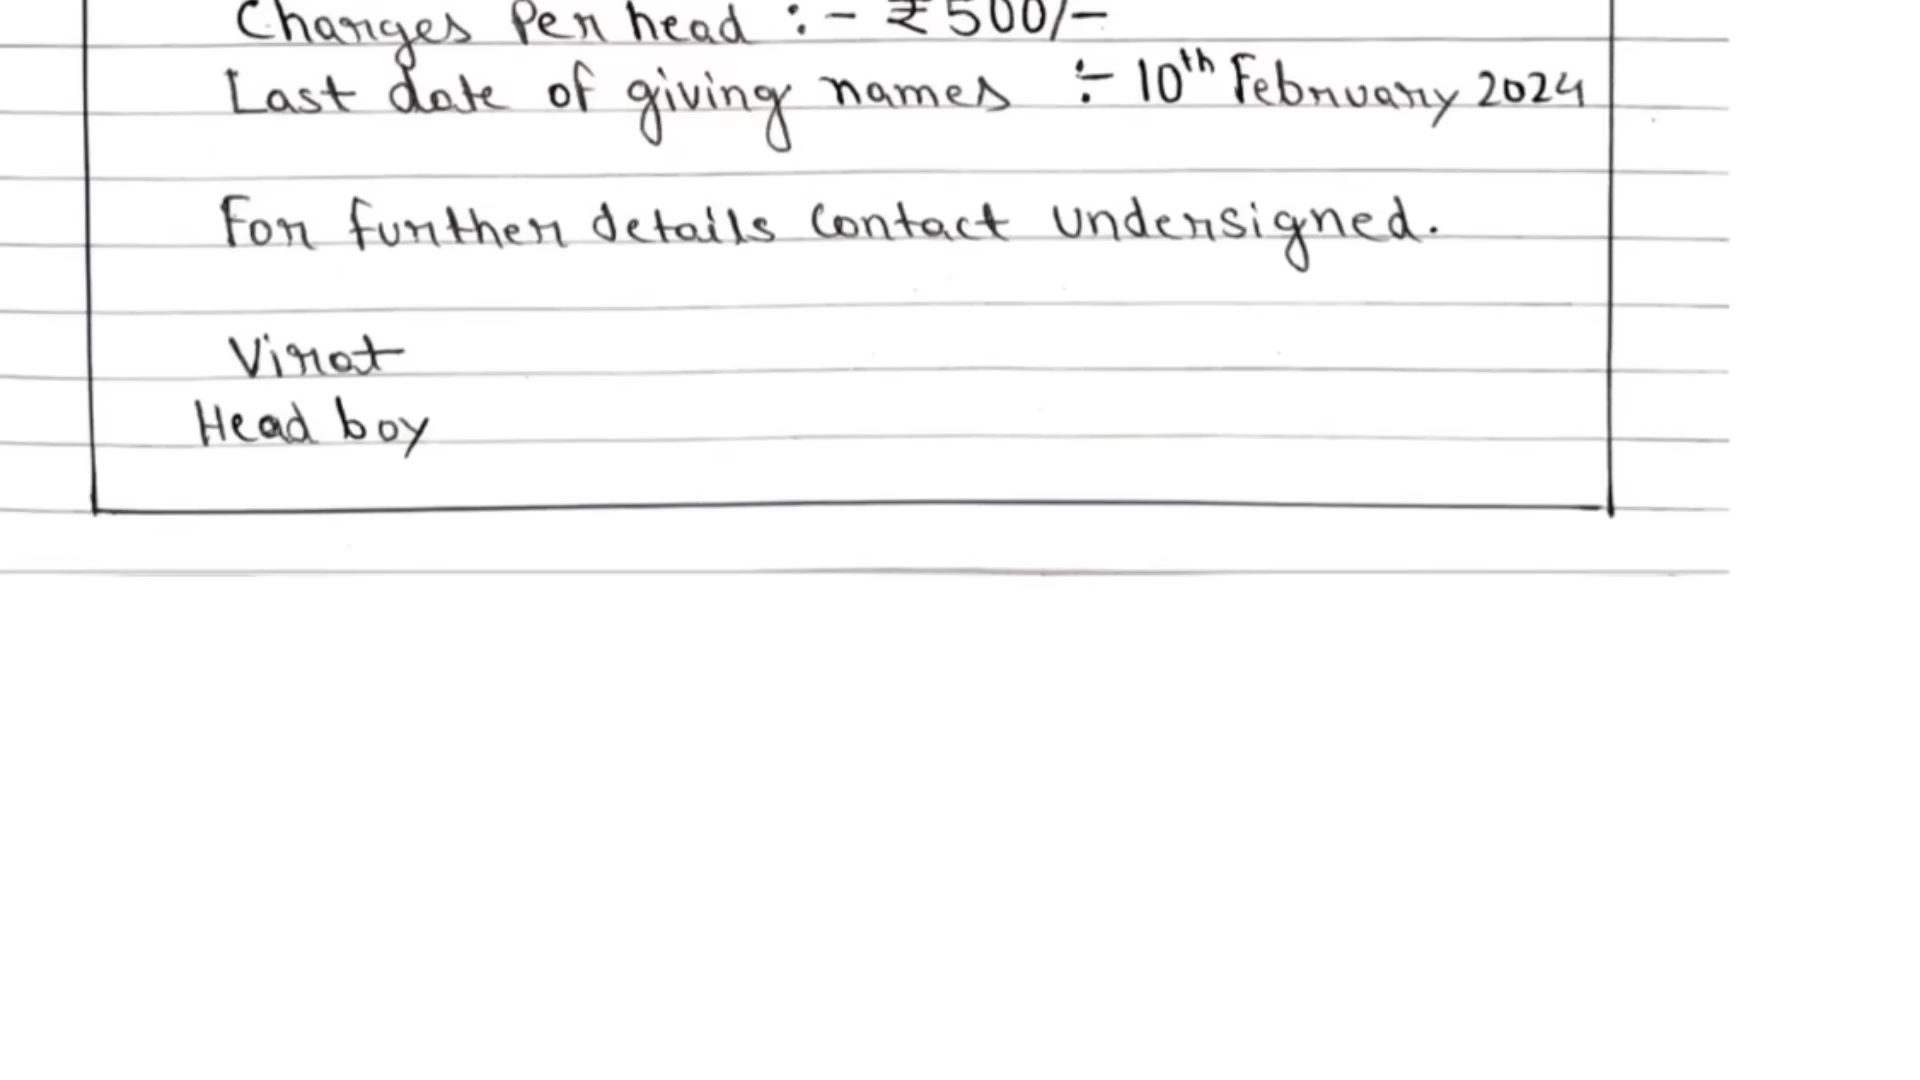 Charges Per head :- ₹500/-
Last date of giving names :- 10th February 2024
For further details Contact undersigned.
Virat
Head boy